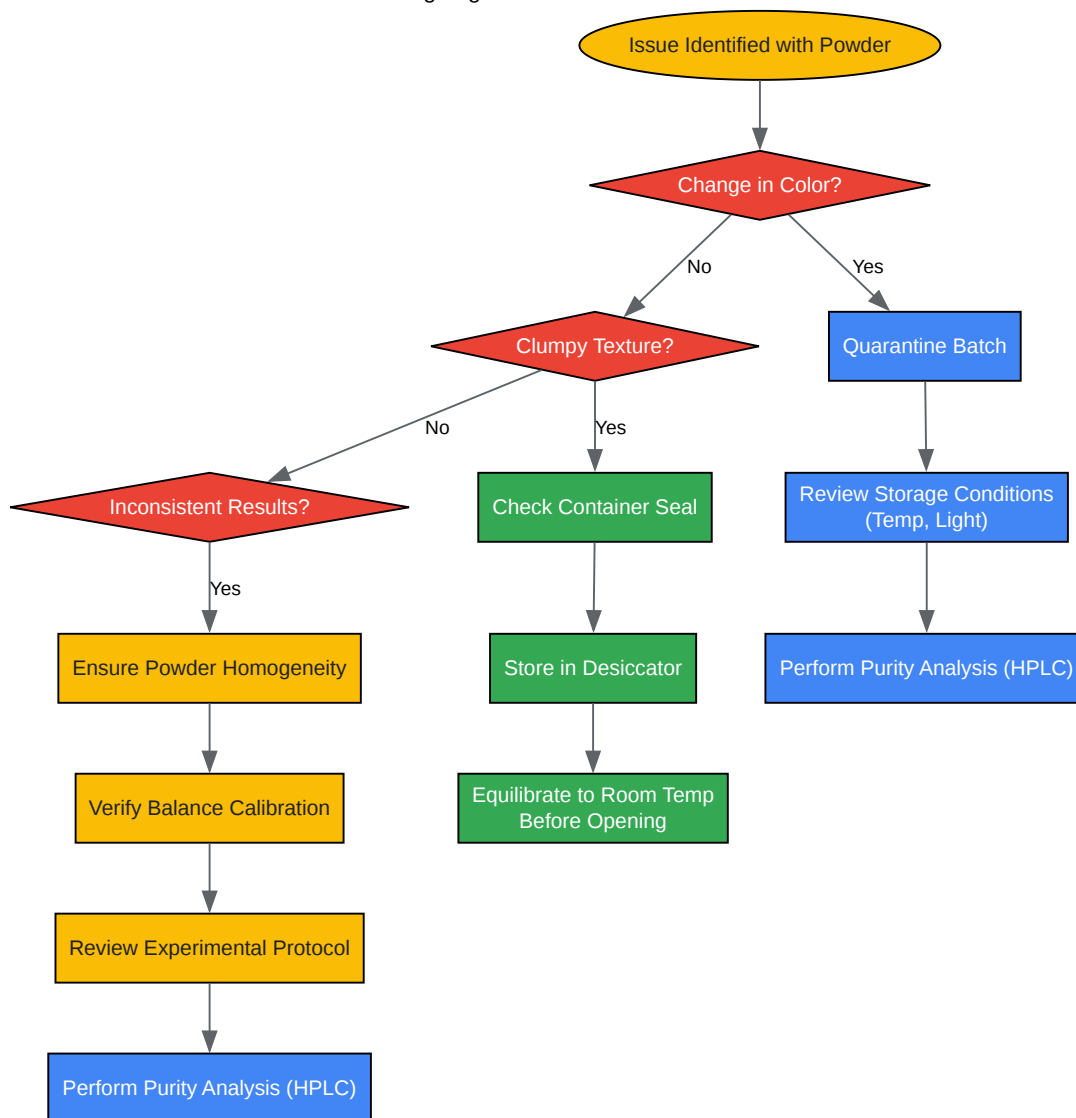 Issue Identified with Powder
Change in Color?
No
Yes
Clumpy Texture?
Quarantine Batch
No
Yes
Inconsistent Results?
Check Container Seal
Review Storage Conditions
(Temp, Light)
Yes
Ensure Powder Homogeneity
Store in Desiccator
Perform Purity Analysis (HPLC)
Verify Balance Calibration
Equilibrate to Room Temp
Before Opening
Review Experimental Protocol
Perform Purity Analysis (HPLC)